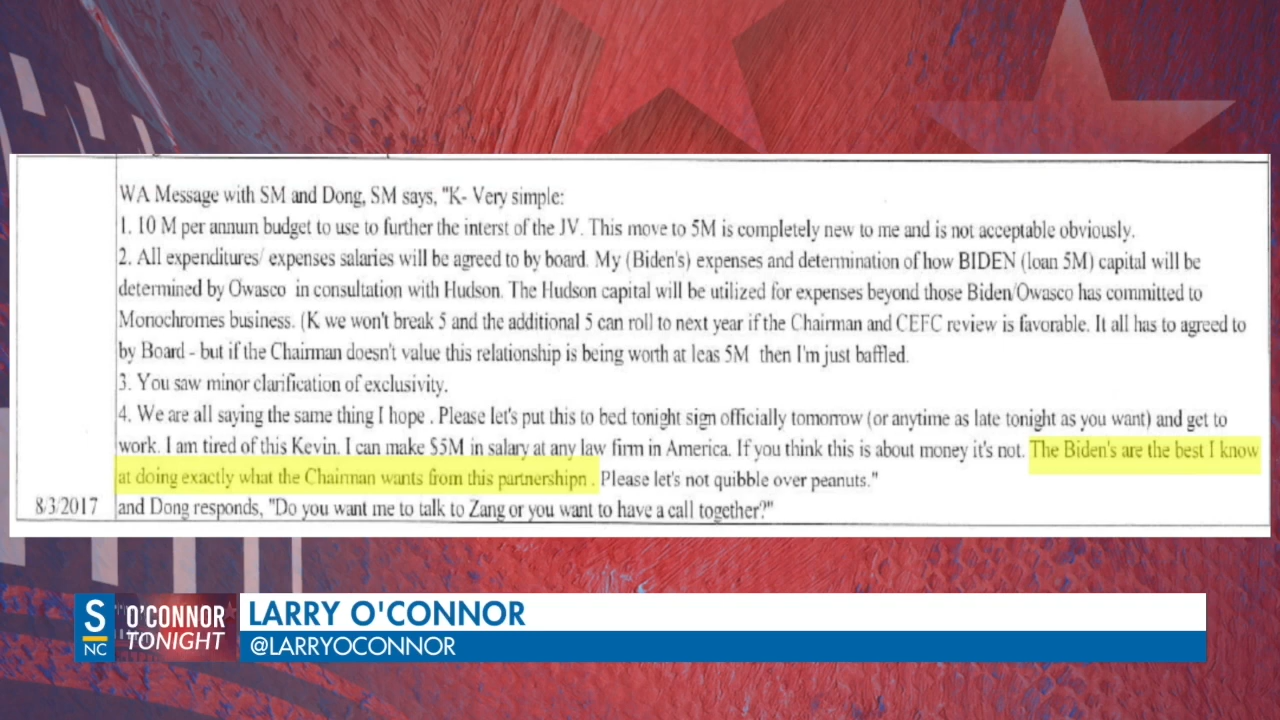 WA Message with SM and Dong, SM says, "K- Very simple:
1. 10 M per annum budget to use to further the interst of the JV. This move to 5M is completely new to me and is not acceptable obviously.
2. All expenditures/ expenses salaries will be agreed to by board. My (Biden's) expenses and determination of how BIDEN (loan 5M) capital will be
determined by Owasco in consultation with Hudson. The Hudson capital will be utilized for expenses beyond those Biden/Owasco has committed to
Monochromes business. (K we won't break 5 and the additional 5 can roll to next year if the Chairman and CEFC review is favorable. It all has to agreed to
by Board - but if the Chairman doesn't value this relationship is being worth at leas 5M then I'm just baffled.
3. You saw minor clarification of exclusivity.
4. We are all saying the same thing I hope . Please let's put this to bed tonight sign officially tomorrow (or anytime as late tonight as you want) and get to
work. I am tired of this Kevin. I can make $5M in salary at any law firm in America. If you think this is about money it's not. The Biden's are the best I know
at doing exactly what the Chairman wants from this partnershipn . Please let's not quibble over peanuts."
8/3/2017 and Dong responds, "Do you want me to talk to Zang or you want to have a call together?"
S
NC
O'CONNOR
TONIGHT
LARRY O'CONNOR
@LARRYOCONNOR